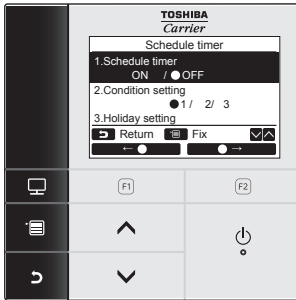 TOSHIBA
Carrier
Schedule timer
1.Schedule timer
ON / ●OFF
2.Condition setting
●1 / 2/ 3
3.Holiday setting
Return Fix
← ● ● →
F1 F2